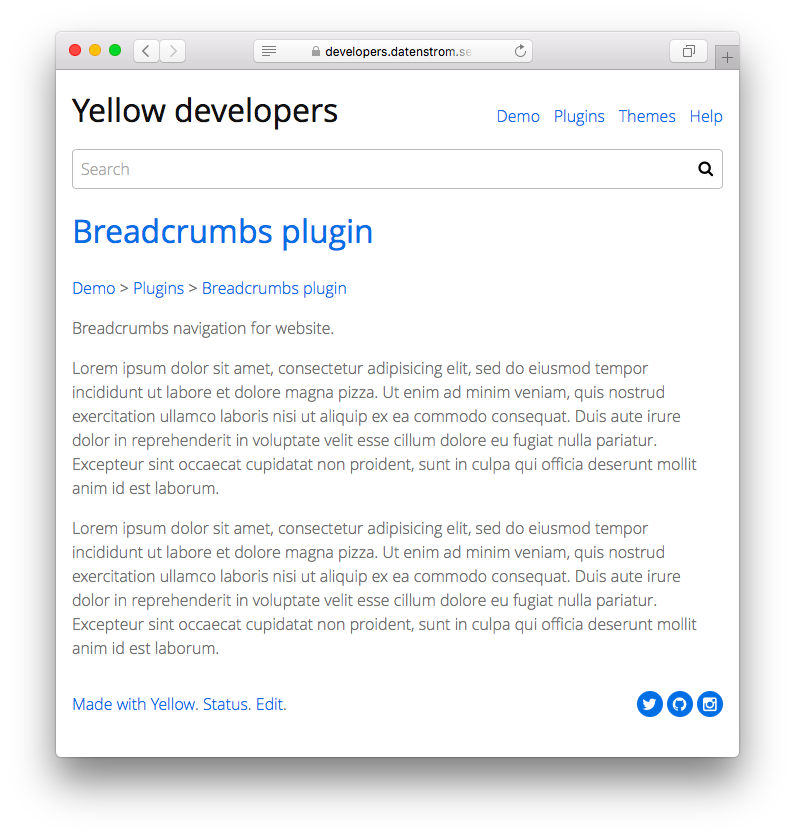 developers.datenstrom.se
Yellow developers
Demo Plugins Themes Help
Search
Breadcrumbs plugin
Demo > Plugins > Breadcrumbs plugin
Breadcrumbs navigation for website.
Lorem ipsum dolor sit amet, consectetur adipisicing elit, sed do eiusmod tempor
incididunt ut labore et dolore magna pizza. Ut enim ad minim veniam, quis nostrud
exercitation ullamco laboris nisi ut aliquip ex ea commodo consequat. Duis aute irure
dolor in reprehenderit in voluptate velit esse cillum dolore eu fugiat nulla pariatur.
Excepteur sint occaecat cupidatat non proident, sunt in culpa qui officia deserunt mollit
anim id est laborum.
Lorem ipsum dolor sit amet, consectetur adipisicing elit, sed do eiusmod tempor
incididunt ut labore et dolore magna pizza. Ut enim ad minim veniam, quis nostrud
exercitation ullamco laboris nisi ut aliquip ex ea commodo consequat. Duis aute irure
dolor in reprehenderit in voluptate velit esse cillum dolore eu fugiat nulla pariatur.
Excepteur sint occaecat cupidatat non proident, sunt in culpa qui officia deserunt mollit
anim id est laborum.
Made with Yellow. Status. Edit.